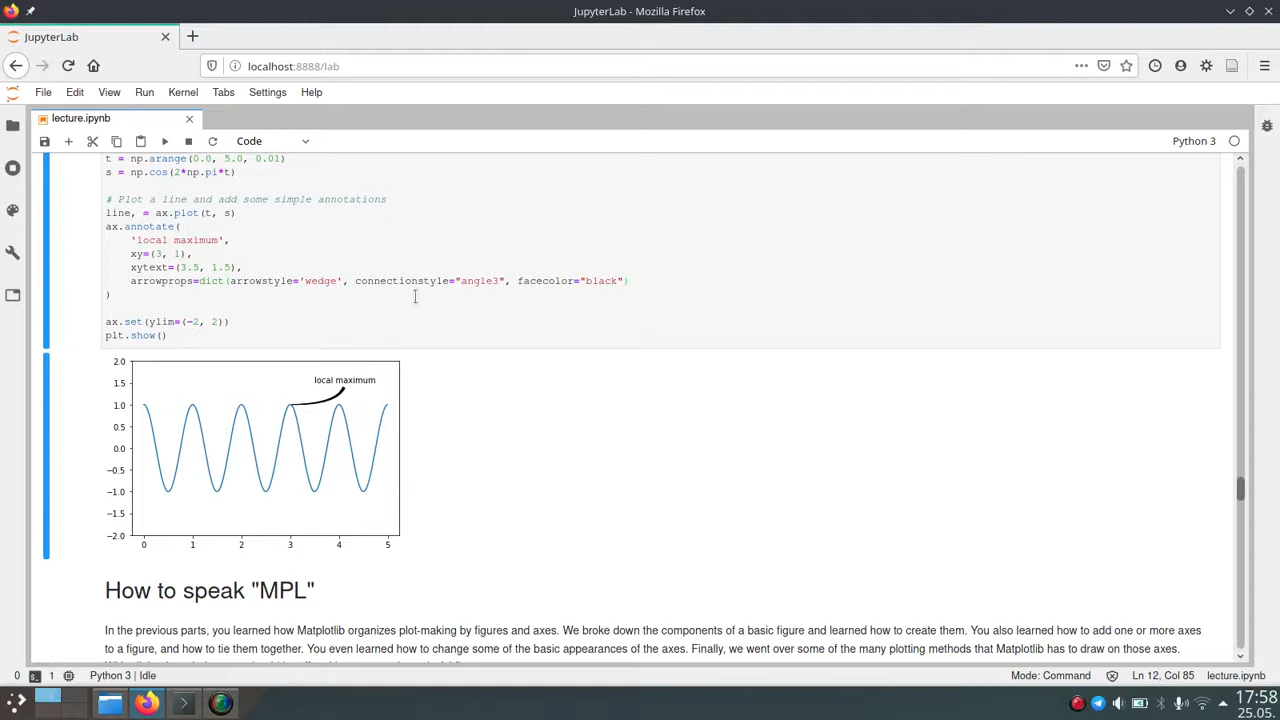 JupyterLab - Mozilla Firefox
JupyterLab
localhost:8888/lab
File Edit View Run Kernel Tabs Settings Help
lecture.ipynb
Code
Python 3
t = np.arange(0.0, 5.0, 0.01)
s = np.cos(2*np.pi*t)
# Plot a line and add some simple annotations
line, = ax.plot(t, s)
ax.annotate(
'local maximum',
xy=(3, 1),
xytext=(3.5, 1.5),
arrowprops=dict(arrowstyle='wedge', connectionstyle="angle3", facecolor="black")
)
ax.set(ylim=(-2, 2))
plt.show()
2.0
1.5
1.0
0.5
0.0
−0.5
−1.0
−1.5
−2.0
local maximum
0 1 2 3 4 5
How to speak "MPL"
In the previous parts, you learned how Matplotlib organizes plot-making by figures and axes. We broke down the components of a basic figure and learned how to create them. You also learned how to add one or more axes
to a figure, and how to tie them together. You even learned how to change some of the basic appearances of the axes. Finally, we went over some of the many plotting methods that Matplotlib has to draw on those axes.
0 1 Python 3 | Idle
Mode: Command Ln 12, Col 85 lecture.ipynb
17:58
25.05.